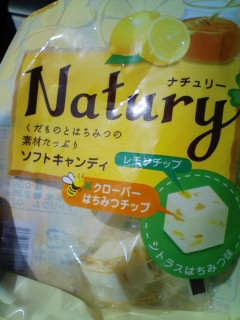 ナチュリー
Natury
くだものとはちみつの
素材たっぷり
ソフトキャンディ
レモンチップ
クローバー
はちみつチップ
シトラスはちみつ味